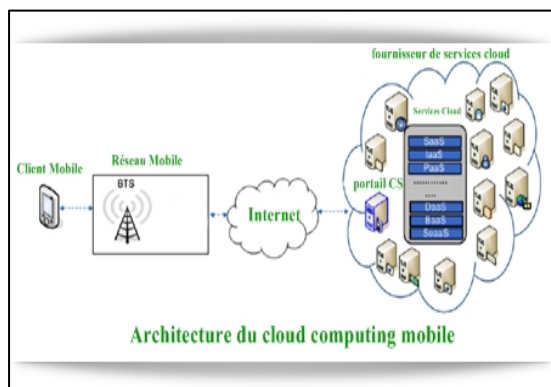 fournisseur de services cloud
Services Cloud
SaaS
IaaS
PaaS
Client Mobile
Réseau Mobile
BTS
Internet
portail CS
DaaS
BaaS
SeaaS
Architecture du cloud computing mobile